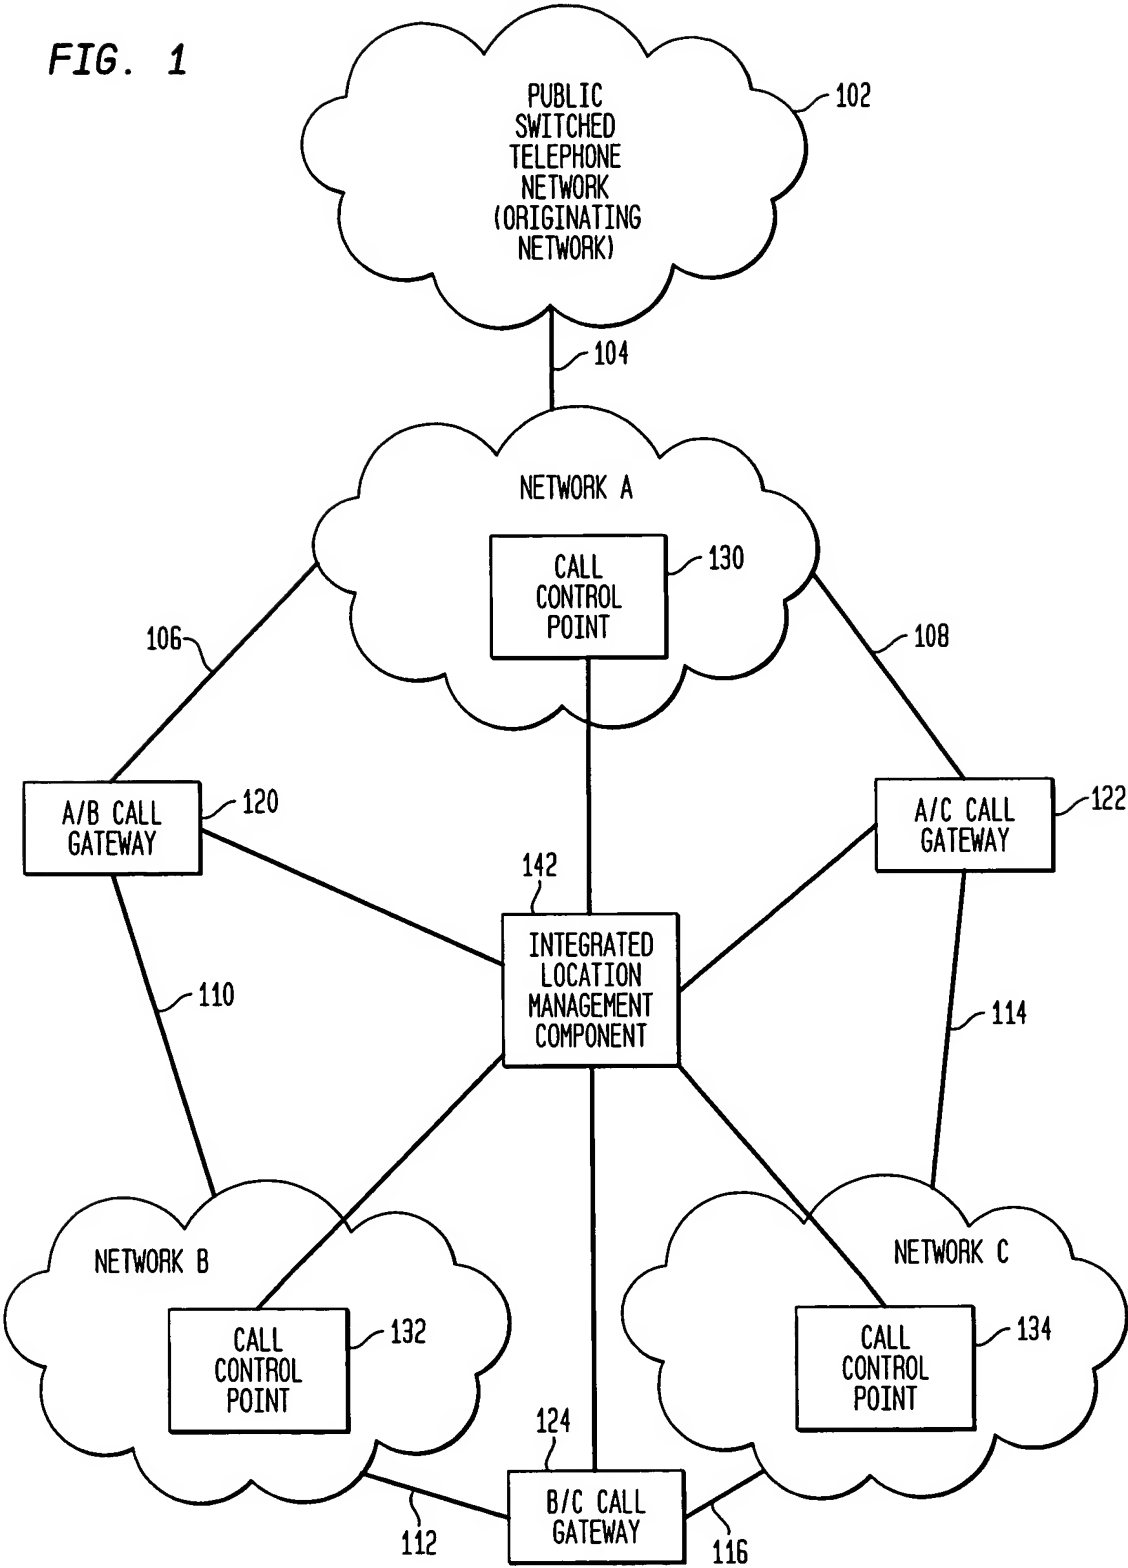 FIG. 1
PUBLIC
SWITCHED
TELEPHONE
NETWORK
(ORIGINATING
NETWORK)
102
104
NETWORK A
CALL
CONTROL
POINT
130
106
108
A/B CALL
GATEWAY
120
A/C CALL
GATEWAY
122
142
INTEGRATED
LOCATION
MANAGEMENT
COMPONENT
110
114
NETWORK B
CALL
CONTROL
POINT
132
NETWORK C
CALL
CONTROL
POINT
134
124
B/C CALL
GATEWAY
112
116